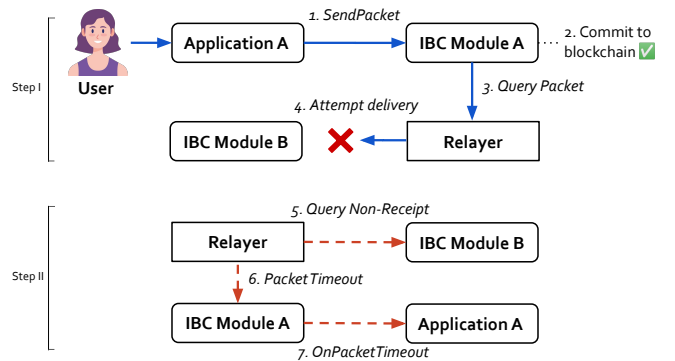 1. SendPacket
Application A
IBC Module A
2. Commit to
blockchain ✅
User
Step I
3. Query Packet
4. Attempt delivery
IBC Module B
Relayer
5. Query Non-Receipt
Relayer
IBC Module B
Step II
6. PacketTimeout
IBC Module A
Application A
7. OnPacketTimeout